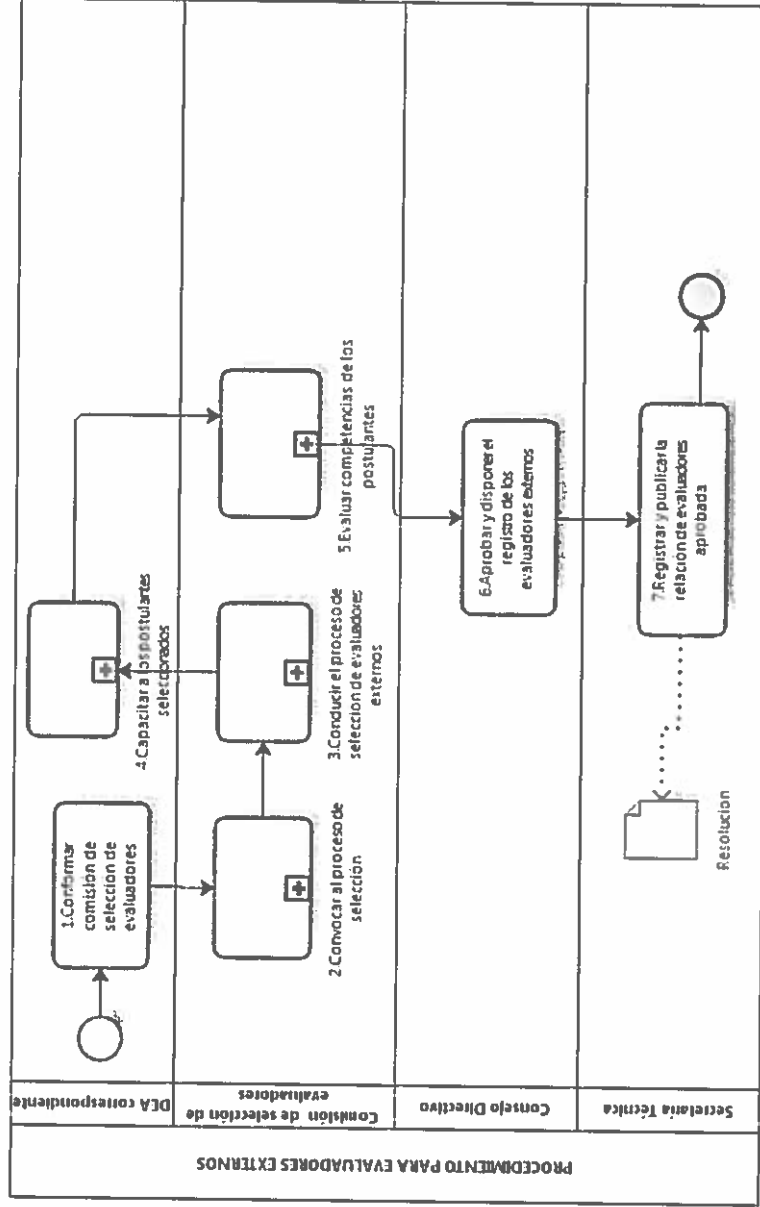 PROCEDIMIENTO PARA EVALUADORES EXTERNOS
DEA correspondiente
1.Conformar
comisión de
selección de
evaluadores
4.Capacitar a los postulantes
seleccionados
Comisión de selección de
evaluadores
2.Convocar al proceso de
selección
3.Conducir el proceso de
selección de evaluadores
externos
5.Evaluar competencias de los
postulantes
Consejo Directivo
6.Aprobar y disponer el
registro de los
evaluadores externos
Secretaría Técnica
7.Registrar y publicar la
relación de evaluadores
aprobada
Resolucion